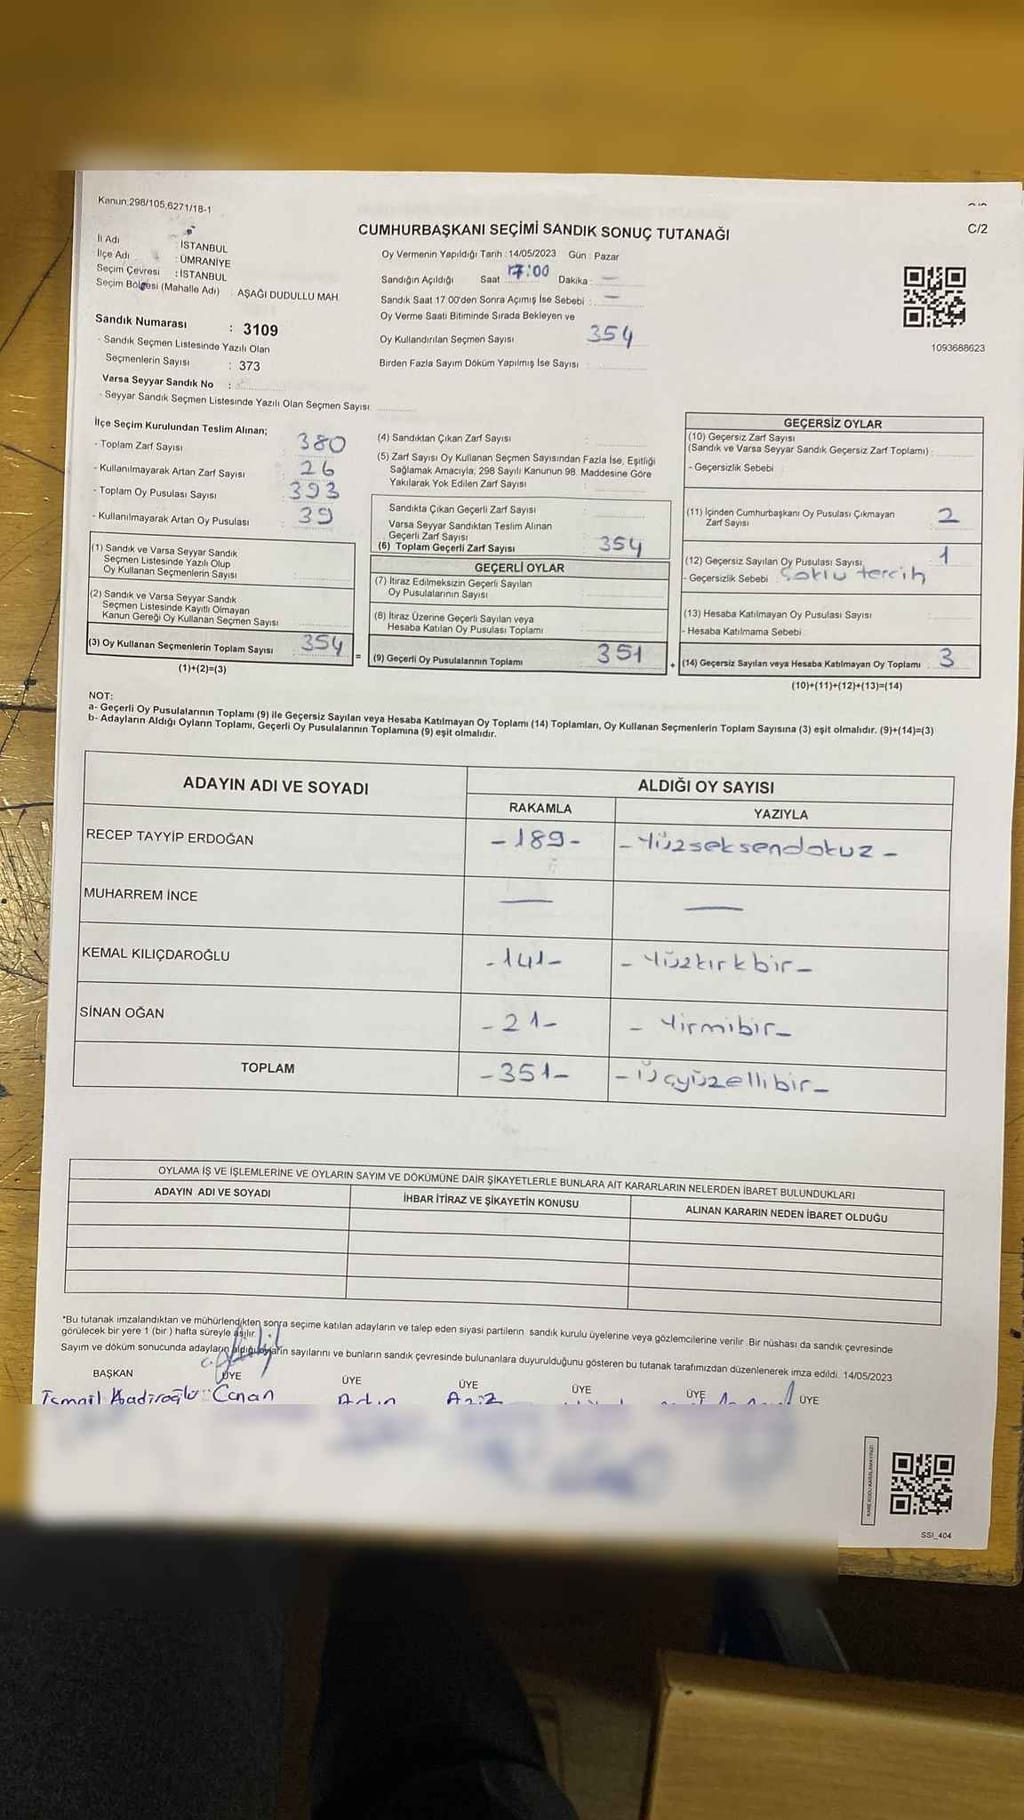 Kanun;298/105,6271/18-1
C/2
CUMHURBAŞKANI SEÇİMİ SANDIK SONUÇ TUTANAĞI
İl Adı : İSTANBUL
İlçe Adı : ÜMRANİYE
Seçim Çevresi : İSTANBUL
Seçim Bölgesi (Mahalle Adı) : AŞAĞI DUDULLU MAH
Sandık Numarası : 3109
- Sandık Seçmen Listesinde Yazılı Olan
Seçmenlerin Sayısı : 373
Varsa Seyyar Sandık No :
- Seyyar Sandık Seçmen Listesinde Yazılı Olan Seçmen Sayısı
Oy Vermenin Yapıldığı Tarih : 14/05/2023 Gün : Pazar
Sandığın Açıldığı Saat 17:00 Dakika : —
Sandık Saat 17 00'den Sonra Açımış İse Sebebi : —
Oy Verme Saati Bitiminde Sırada Bekleyen ve
Oy Kullandırılan Seçmen Sayısı 354
Birden Fazla Sayım Döküm Yapılmış İse Sayısı
1093688623
İlçe Seçim Kurulundan Teslim Alınan;
- Toplam Zarf Sayısı 380
- Kullanılmayarak Artan Zarf Sayısı 26
- Toplam Oy Pusulası Sayısı 393
- Kullanılmayarak Artan Oy Pusulası 39
(1) Sandık ve Varsa Seyyar Sandık
Seçmen Listesinde Yazılı Olup
Oy Kullanan Seçmenlerin Sayısı
(2) Sandık ve Varsa Seyyar Sandık
Seçmen Listesinde Kayıtlı Olmayan
Kanun Gereği Oy Kullanan Seçmen Sayısı
(3) Oy Kullanan Seçmenlerin Toplam Sayısı 354 =
(1)+(2)=(3)
(4) Sandıktan Çıkan Zarf Sayısı
(5) Zarf Sayısı Oy Kullanan Seçmen Sayısından Fazla İse, Eşitliği
Sağlamak Amacıyla, 298 Sayılı Kanunun 98. Maddesine Göre
Yakılarak Yok Edilen Zarf Sayısı
Sandıkta Çıkan Geçerli Zarf Sayısı
Varsa Seyyar Sandıktan Teslim Alınan
Geçerli Zarf Sayısı
(6) Toplam Geçerli Zarf Sayısı 354
GEÇERLİ OYLAR
(7) İtiraz Edilmeksizin Geçerli Sayılan
Oy Pusulalarının Sayısı
(8) İtiraz Üzerine Geçerli Sayılan veya
Hesaba Katılan Oy Pusulası Toplamı
(9) Geçerli Oy Pusulalarının Toplamı 351 +
GEÇERSİZ OYLAR
(10) Geçersiz Zarf Sayısı
(Sandık ve Varsa Seyyar Sandık Geçersiz Zarf Toplamı)
- Geçersizlik Sebebi
(11) İçinden Cumhurbaşkanı Oy Pusulası Çıkmayan
Zarf Sayısı 2
(12) Geçersiz Sayılan Oy Pusulası Sayısı 1
- Geçersizlik Sebebi Çoklu tercih
(13) Hesaba Katılmayan Oy Pusulası Sayısı
- Hesaba Katılmama Sebebi
(14) Geçersiz Sayılan veya Hesaba Katılmayan Oy Toplamı 3
(10)+(11)+(12)+(13)=(14)
NOT:
a- Geçerli Oy Pusulalarının Toplamı (9) ile Geçersiz Sayılan veya Hesaba Katılmayan Oy Toplamı (14) Toplamları, Oy Kullanan Seçmenlerin Toplam Sayısına (3) eşit olmalıdır. (9)+(14)=(3)
b- Adayların Aldığı Oyların Toplamı, Geçerli Oy Pusulalarının Toplamına (9) eşit olmalıdır.
ADAYIN ADI VE SOYADI ALDIĞI OY SAYISI
RAKAMLA YAZIYLA
RECEP TAYYİP ERDOĞAN -189- -Yüzseksendokuz-
MUHARREM İNCE — —
KEMAL KILIÇDAROĞLU -141- -Yüzkırkbir-
SİNAN OĞAN -21- -Yirmibir-
TOPLAM -351- -Üçyüzellibir-
OYLAMA İŞ VE İŞLEMLERİNE VE OYLARIN SAYIM VE DÖKÜMÜNE DAİR ŞİKAYETLERLE BUNLARA AİT KARARLARIN NELERDEN İBARET BULUNDUKLARI
ADAYIN ADI VE SOYADI İHBAR İTİRAZ VE ŞİKAYETİN KONUSU ALINAN KARARIN NEDEN İBARET OLDUĞU
*Bu tutanak imzalandıktan ve mühürlendikten sonra seçime katılan adayların ve talep eden siyasi partilerin sandık kurulu üyelerine veya gözlemcilerine verilir Bir nüshası da sandık çevresinde
görülecek bir yere 1 (bir ) hafta süreyle asılır.
Sayım ve döküm sonucunda adayların aldığı oyların sayılarını ve bunların sandık çevresinde bulunanlara duyurulduğunu gösteren bu tutanak tarafımızdan düzenlenerek imza edildi. 14/05/2023
BAŞKAN ÜYE ÜYE ÜYE ÜYE ÜYE ÜYE
İsmail Kadiroğlu Canan Aziz
SSI_404